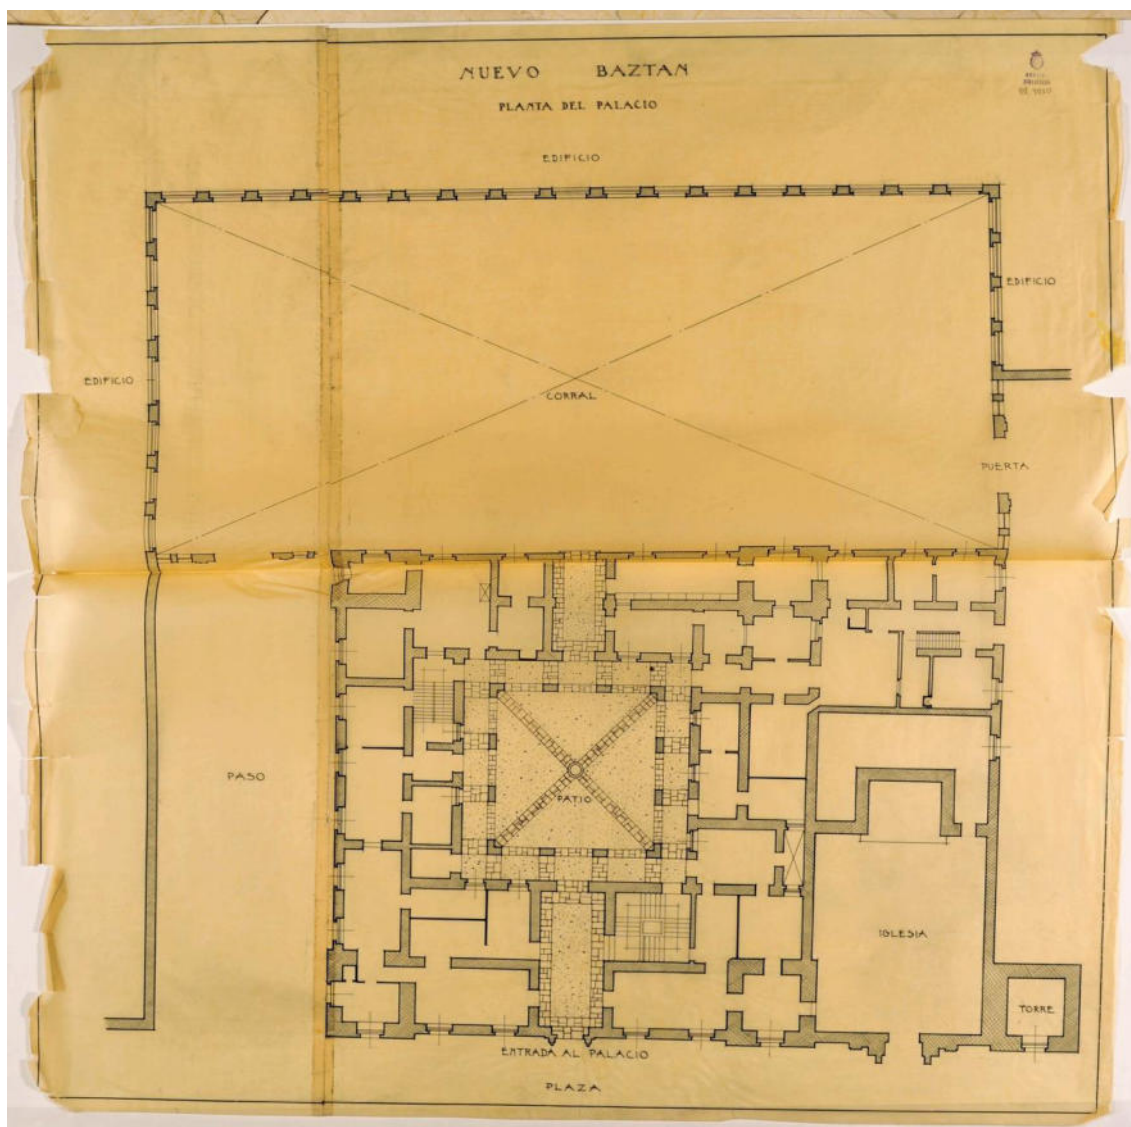 NUEVO BAZTAN
PLANTA DEL PALACIO
EDIFICIO
EDIFICIO
EDIFICIO
CORRAL
PUERTA
PASO
PATIO
IGLESIA
TORRE
ENTRADA AL PALACIO
PLAZA